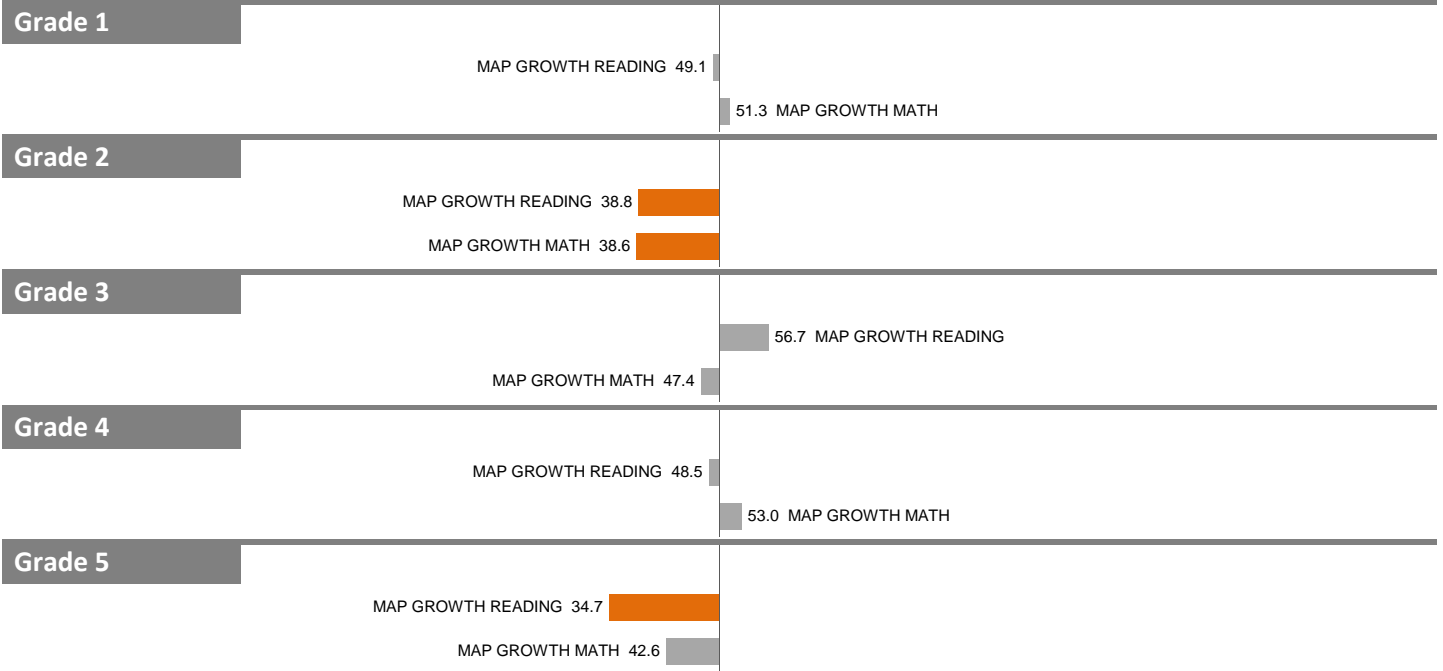 Grade 1
MAP GROWTH READING 49.1
51.3 MAP GROWTH MATH
Grade 2
MAP GROWTH READING 38.8
MAP GROWTH MATH 38.6
Grade 3
56.7 MAP GROWTH READING
MAP GROWTH MATH 47.4
Grade 4
MAP GROWTH READING 48.5
53.0 MAP GROWTH MATH
Grade 5
MAP GROWTH READING 34.7
MAP GROWTH MATH 42.6